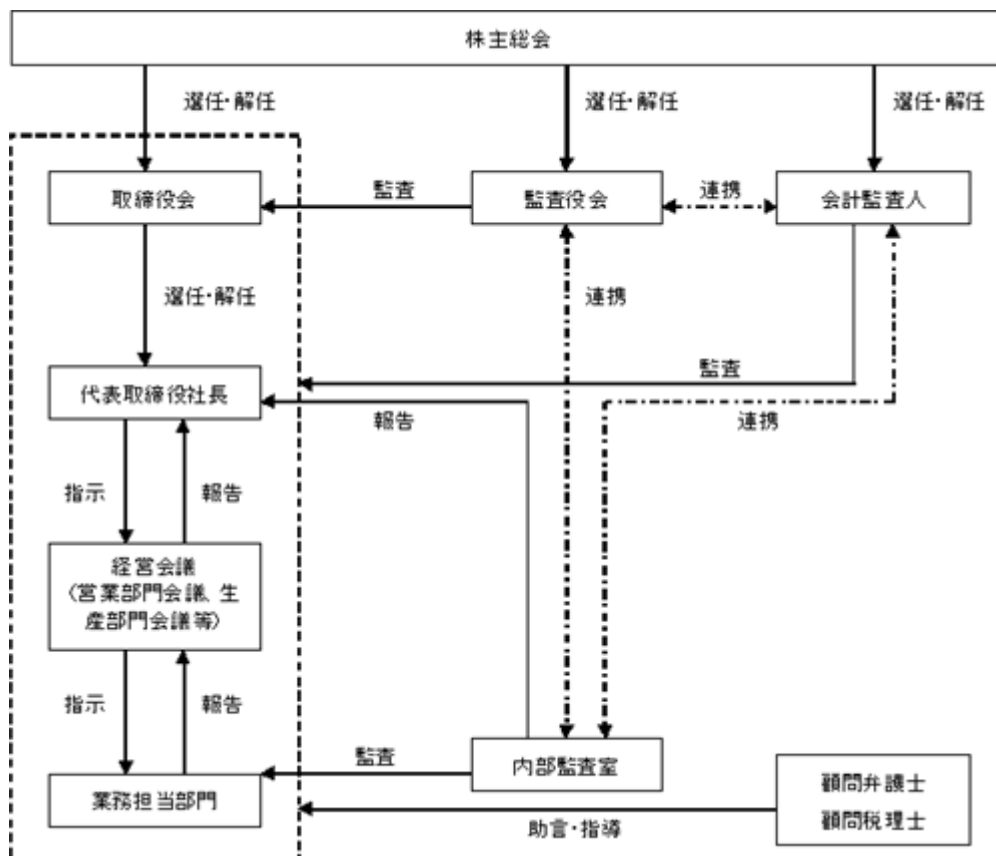 株主総会
選任・解任
選任・解任
選任・解任
取締役会
監査
監査役会
連携
会計監査人
選任・解任
連携
監査
代表取締役社長
報告
連携
指示
報告
経営会議
(営業部門会議、生
産部門会議等)
指示
報告
監査
内部監査室
業務担当部門
顧問弁護士
顧問税理士
助言・指導